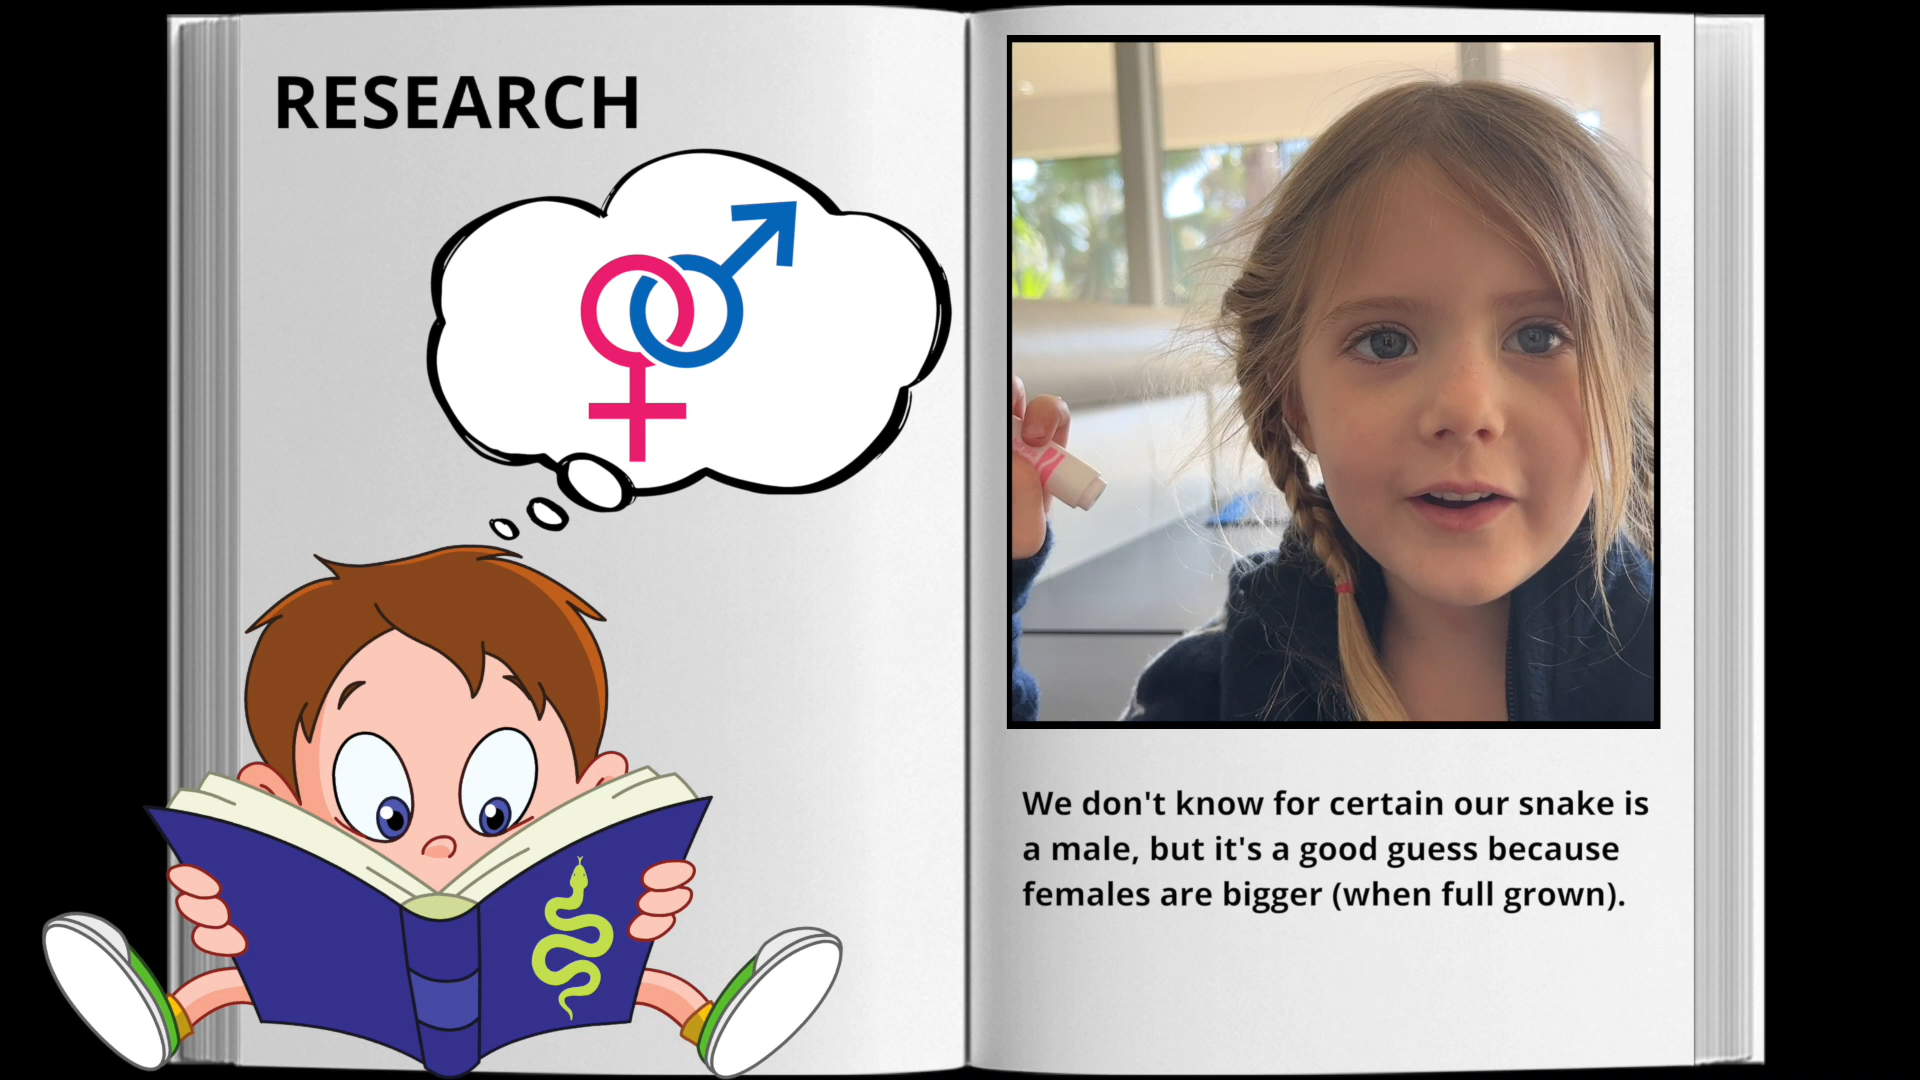 RESEARCH
We don't know for certain our snake is
a male, but it's a good guess because
females are bigger (when full grown).